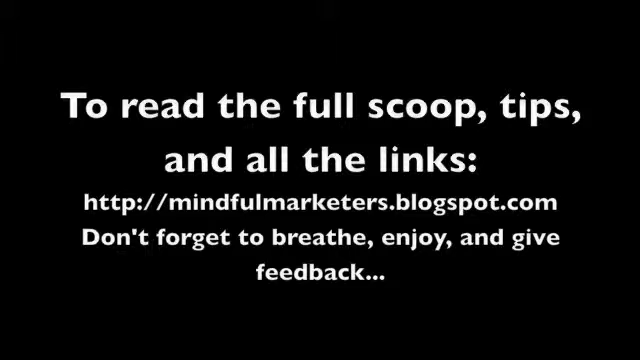 To read the full scoop, tips,
and all the links:
http://mindfulmarketers.blogspot.com
Don't forget to breathe, enjoy, and give
feedback...